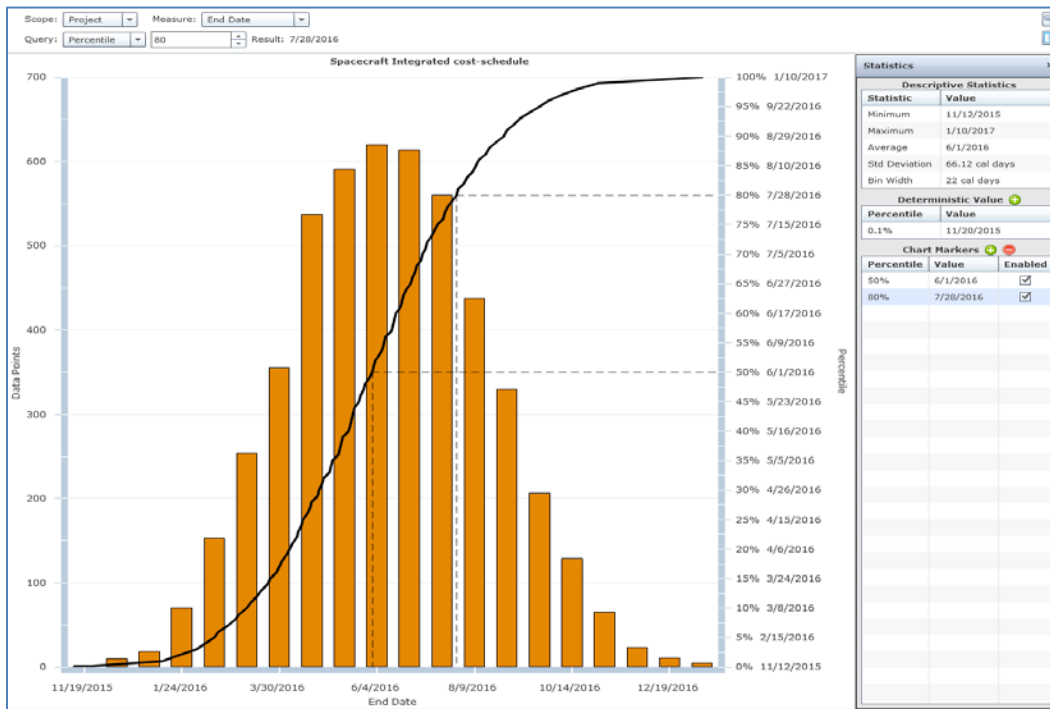 Scope: Project Measure: End Date
Query: Percentile 80 Result: 7/28/2016
Spacecraft Integrated cost-schedule
700
600
500
400
300
200
100
0
Data Points
11/19/2015 1/24/2016 3/30/2016 6/4/2016 8/9/2016 10/14/2016 12/19/2016
End Date
100% 1/10/2017
95% 9/22/2016
90% 8/29/2016
85% 8/10/2016
80% 7/28/2016
75% 7/15/2016
70% 7/5/2016
65% 6/27/2016
60% 6/17/2016
55% 6/9/2016
50% 6/1/2016
45% 5/23/2016
40% 5/16/2016
35% 5/5/2016
30% 4/26/2016
25% 4/15/2016
20% 4/6/2016
15% 3/24/2016
10% 3/8/2016
5% 2/15/2016
0% 11/12/2015
Percentile
Statistics
Descriptive Statistics
Statistic Value
Minimum 11/12/2015
Maximum 1/10/2017
Average 6/1/2016
Std Deviation 66.12 cal days
Bin Width 22 cal days
Deterministic Value
Percentile Value
0.1% 11/20/2015
Chart Markers
Percentile Value Enabled
50% 6/1/2016
80% 7/28/2016